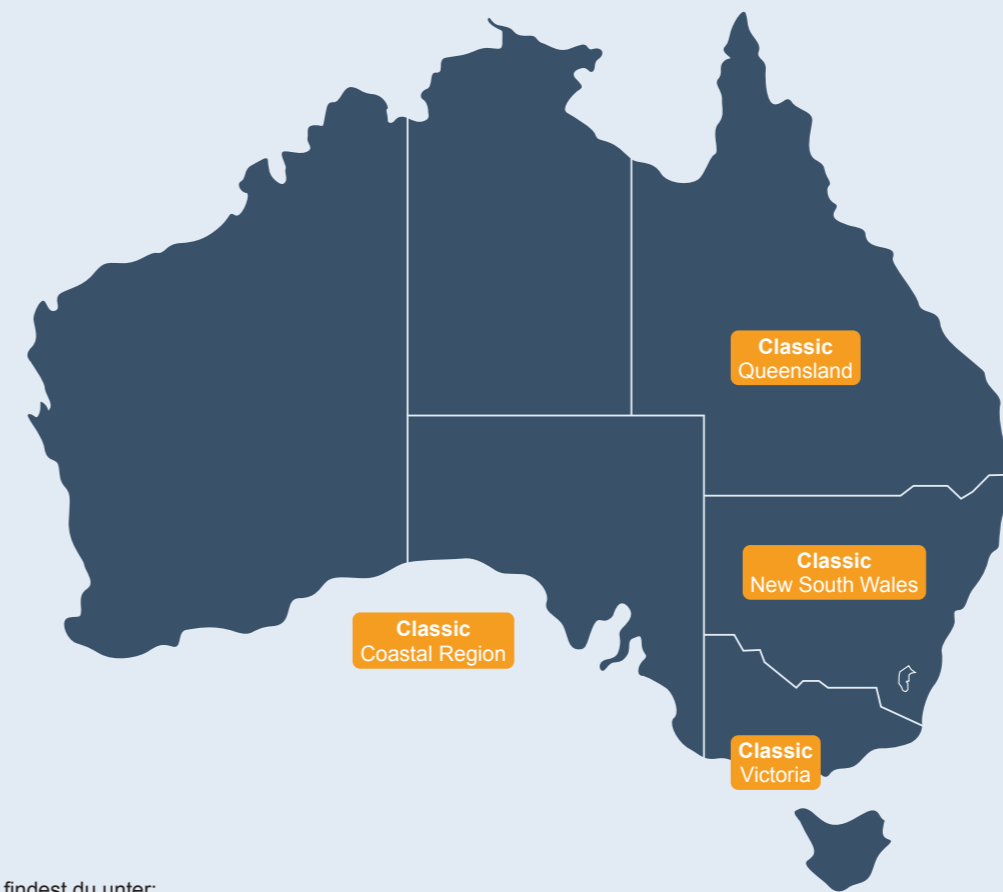 Classic
Queensland
Classic
New South Wales
Classic
Coastal Region
Classic
Victoria
findest du unter: